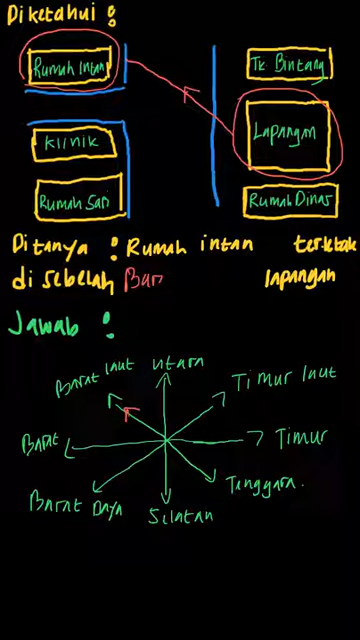 Diketahui :
Rumah Intan
Tk. Bintang
Klinik
Lapangan
Rumah Sari
Rumah Dinas
Ditanya : Rumah intan terletak
di sebelah Bar lapangan
Jawab :
Barat laut
utara
Timur laut
Barat
Timur
Barat Daya
Selatan
Tenggara.